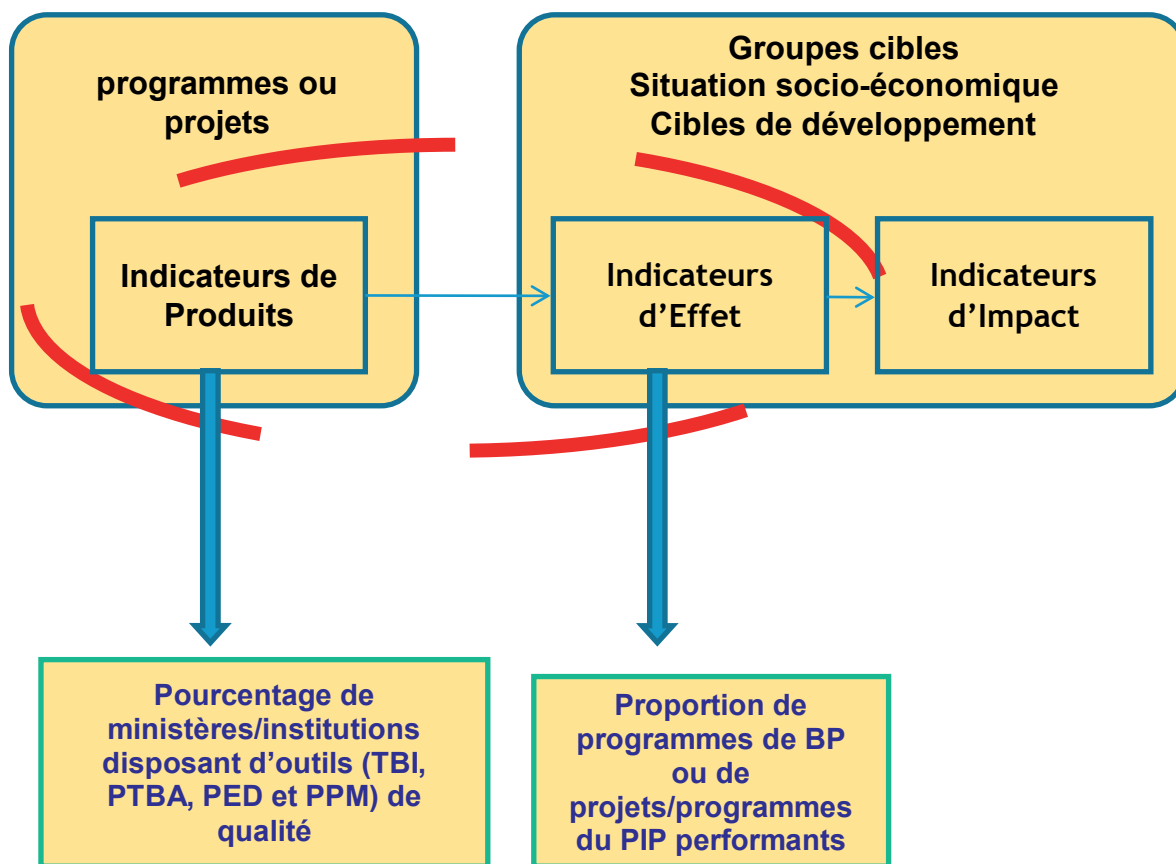 programmes ou
projets
Groupes cibles
Situation socio-économique
Cibles de développement
Indicateurs de
Produits
Indicateurs
d’Effet
Indicateurs
d’Impact
Pourcentage de
ministères/institutions
disposant d’outils (TBI,
PTBA, PED et PPM) de
qualité
Proportion de
programmes de BP
ou de
projets/programmes
du PIP performants